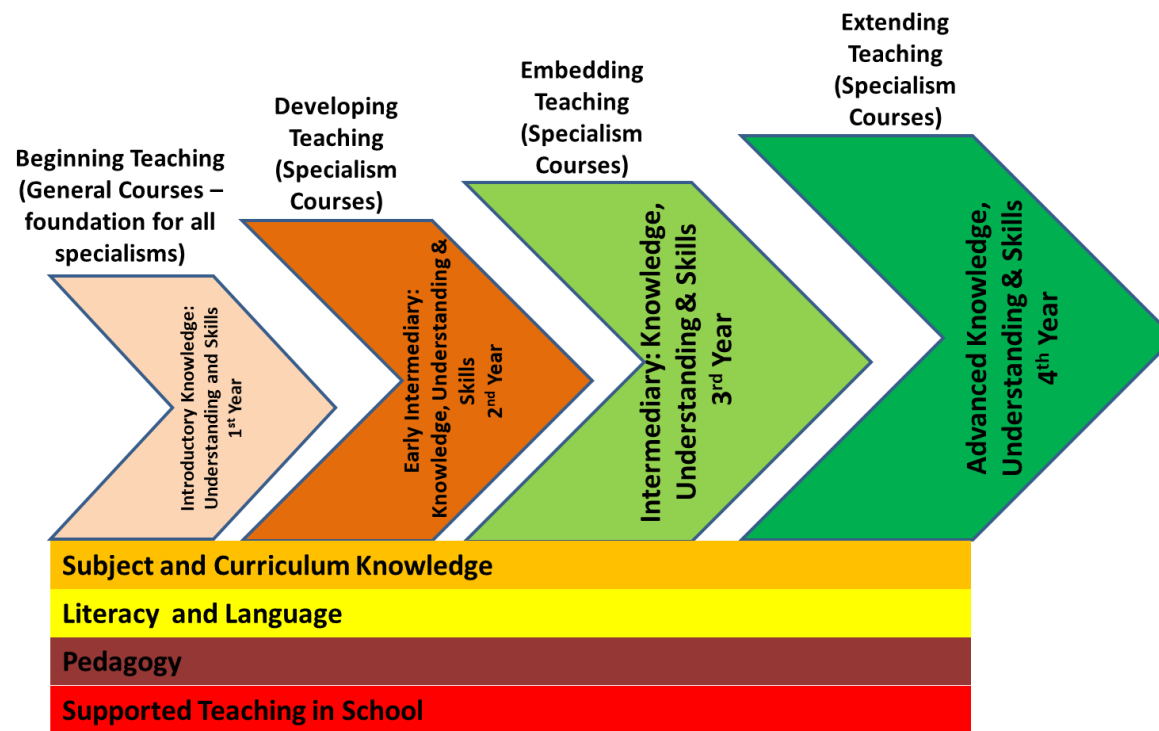 Beginning Teaching
(General Courses –
foundation for all
specialisms)
Introductory Knowledge:
Understanding and Skills
1st Year
Developing
Teaching
(Specialism
Courses)
Early Intermediary:
Knowledge, Understanding &
Skills
2nd Year
Embedding
Teaching
(Specialism
Courses)
Intermediary: Knowledge,
Understanding & Skills
3rd Year
Extending
Teaching
(Specialism
Courses)
Advanced Knowledge,
Understanding & Skills
4th Year
Subject and Curriculum Knowledge
Literacy and Language
Pedagogy
Supported Teaching in School